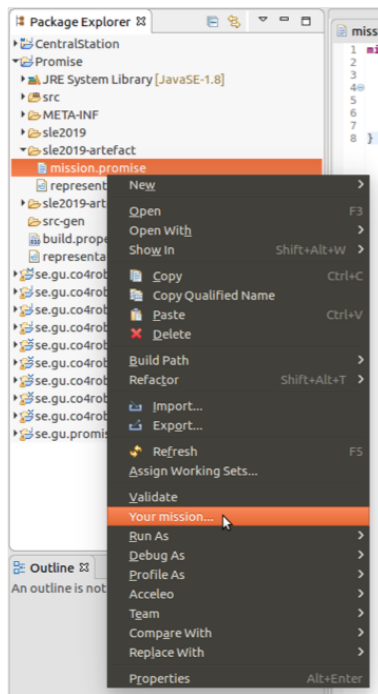 Package Explorer
CentralStation
Promise
JRE System Library [JavaSE-1.8]
src
META-INF
sle2019
sle2019-artefact
mission.promise
represent
sle2019-art
src-gen
build.prope
representa
se.gu.co4rob
se.gu.co4rob
se.gu.co4rob
se.gu.co4rob
se.gu.co4rob
se.gu.co4rob
se.gu.co4rob
se.gu.co4rob
se.gu.co4rob
se.gu.promis
miss
1 mi
2
3
4
5
6
7
8 }
New
Open F3
Open With
Show In Shift+Alt+W
Copy Ctrl+C
Copy Qualified Name
Paste Ctrl+V
Delete
Build Path
Refactor Shift+Alt+T
Import...
Export...
Refresh F5
Assign Working Sets...
Validate
Your mission...
Run As
Debug As
Profile As
Acceleo
Team
Compare With
Replace With
Properties Alt+Enter
Outline
An outline is not